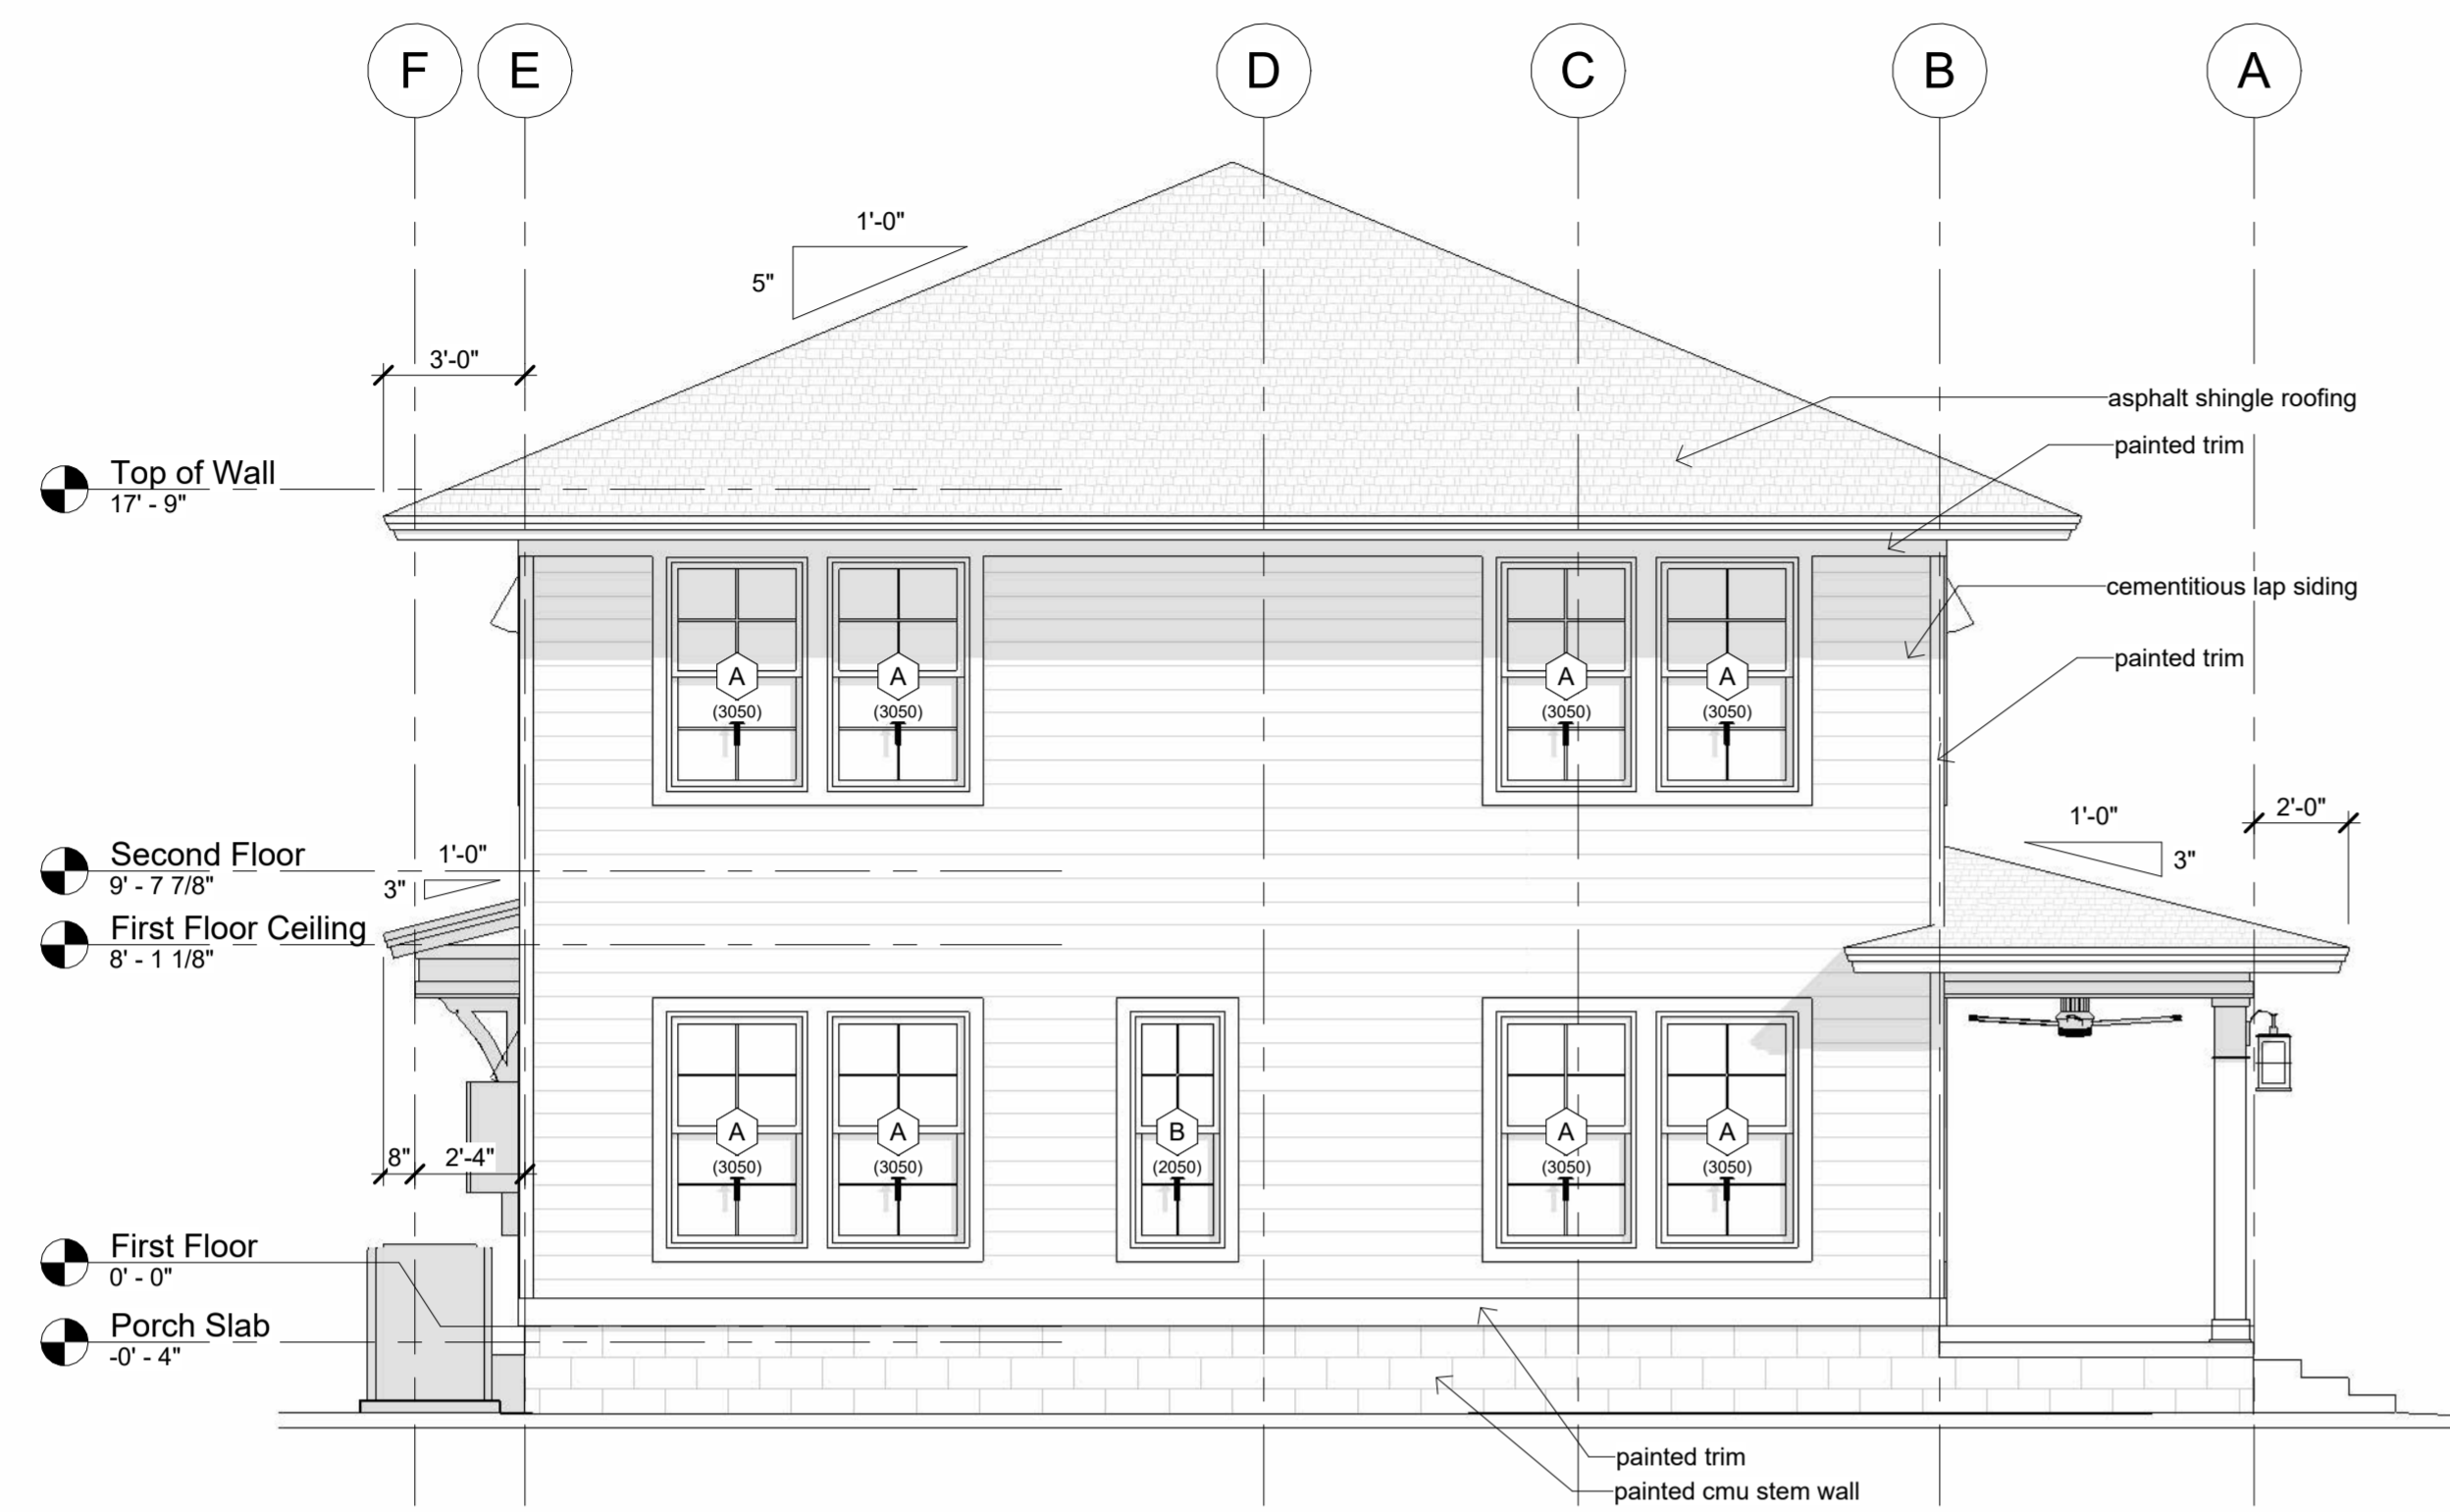 F E D C B A
1'-0"
5"
3'-0"
asphalt shingle roofing
painted trim
Top of Wall
17' - 9"
cementitious lap siding
painted trim
A A A A
(3050) (3050) (3050) (3050)
1'-0" 2'-0"
3"
Second Floor
9' - 7 7/8"
1'-0"
3"
First Floor Ceiling
8' - 1 1/8"
A A B A A
(3050) (3050) (2050) (3050) (3050)
8" 2'-4"
First Floor
0' - 0"
Porch Slab
-0' - 4"
painted trim
painted cmu stem wall